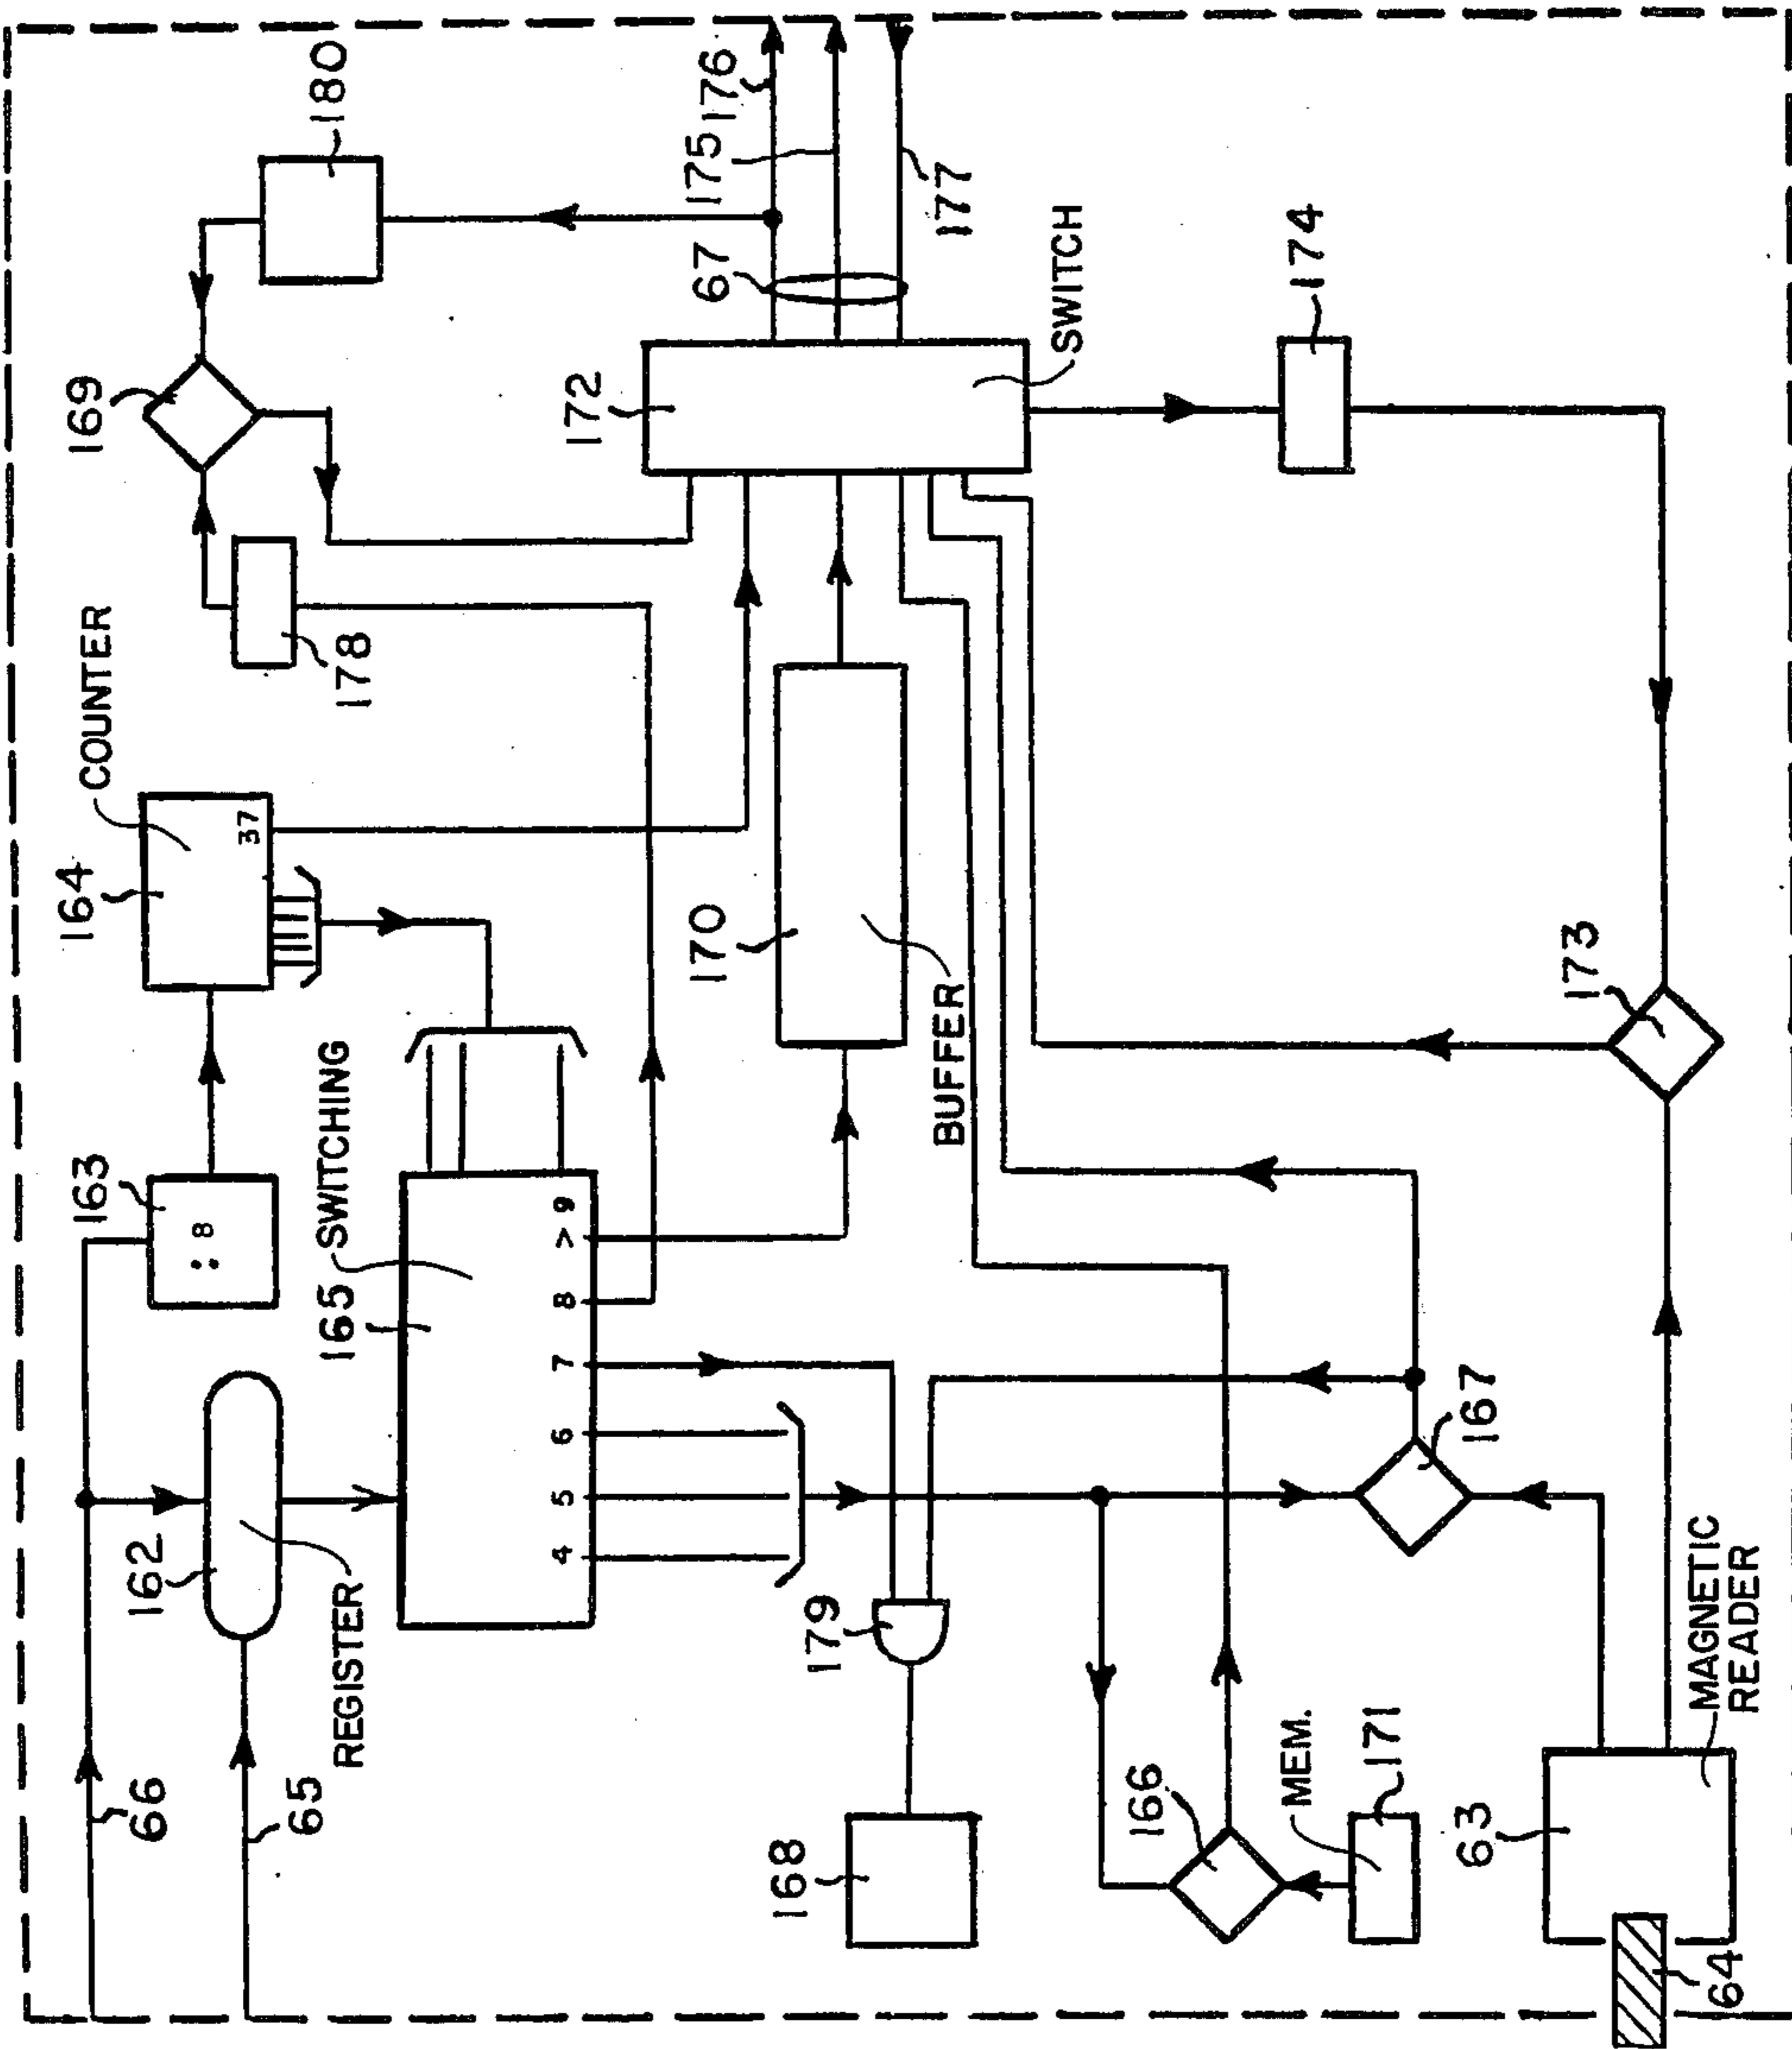 66
65
162
REGISTER
163
: 8
164
COUNTER
37
165
SWITCHING
4 5 6 7 8 > 9
178
169
180
172
SWITCH
67
175
176
177
170
BUFFER
179
168
166
MEM.
171
167
173
174
63
64
MAGNETIC
READER